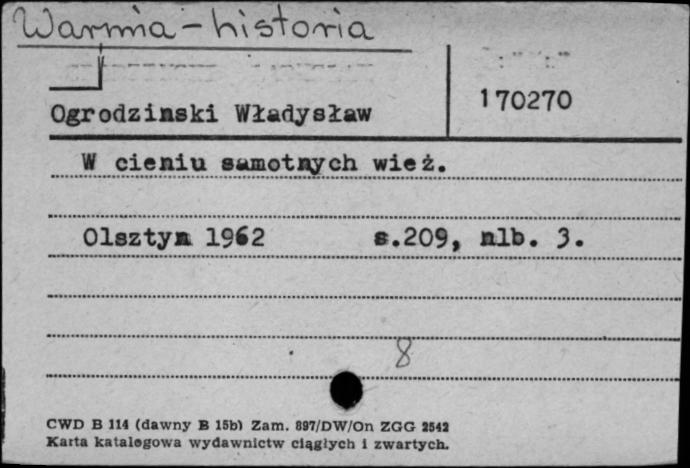 Warmia - historia
Ogrodzinski Władysław
170270
W cieniu samotnych wież.
Olsztyn 1962 s.209, nlb. 3.
8
CWD B 114 (dawny B 15b) Zam. 897/DW/On ZGG 2542
Karta katalogowa wydawnictw ciągłych i zwartych.